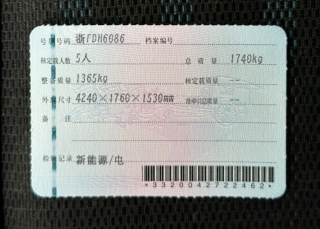 号牌号码 浙FDH6086 档案编号
核定载人数 5人 总质量 1740kg
整备质量 1365kg 核定载质量 --
外廓尺寸 4240×1760×1530mm 准牵引总质量 --
备注
检验记录 新能源/电
*3320042722462*